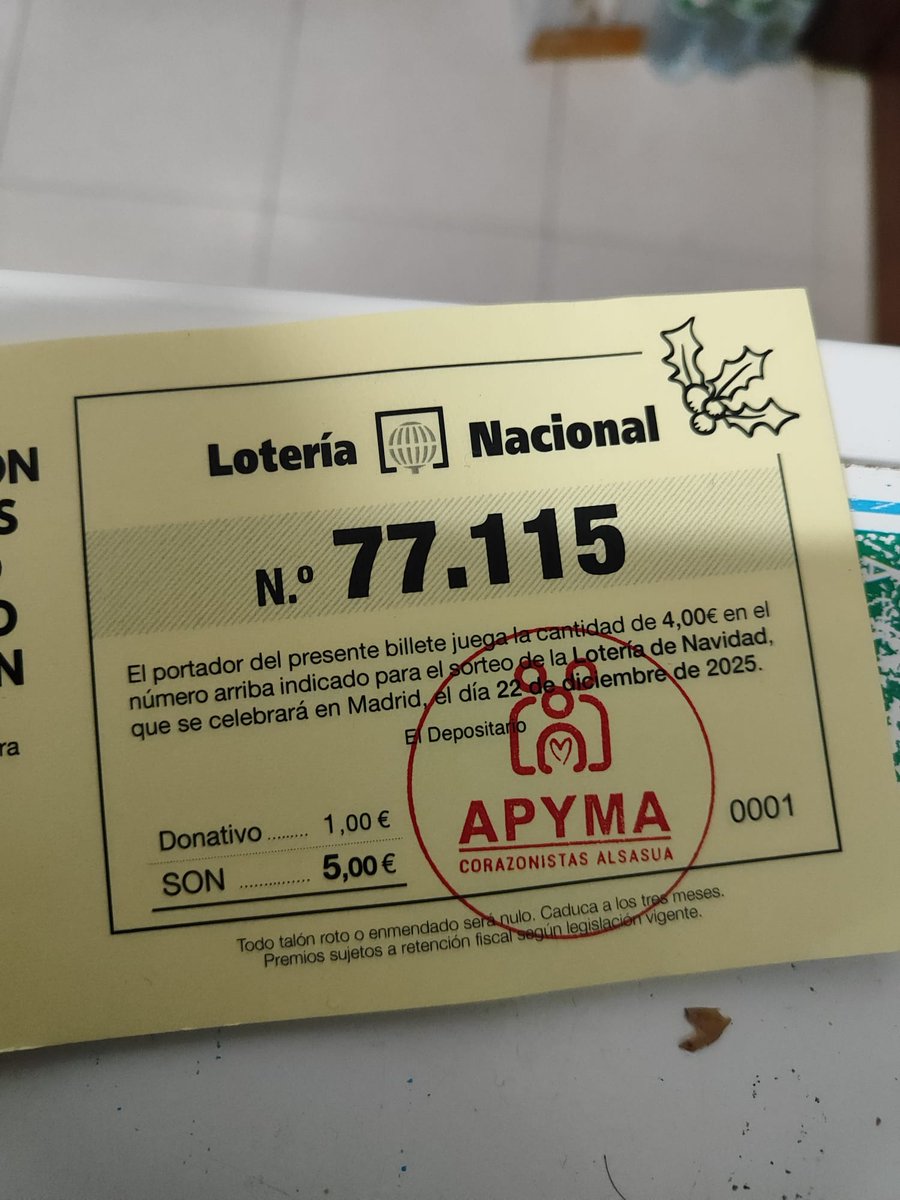 Lotería Nacional
N.º 77.115
El portador del presente billete juega la cantidad de 4,00€ en el
número arriba indicado para el sorteo de la Lotería de Navidad,
que se celebrará en Madrid, el día 22 de diciembre de 2025.
El Depositario
Donativo ........ 1,00 €
SON .............. 5,00 €
APYMA
CORAZONISTAS ALSASUA
0001
Todo talón roto o enmendado será nulo. Caduca a los tres meses.
Premios sujetos a retención fiscal según legislación vigente.